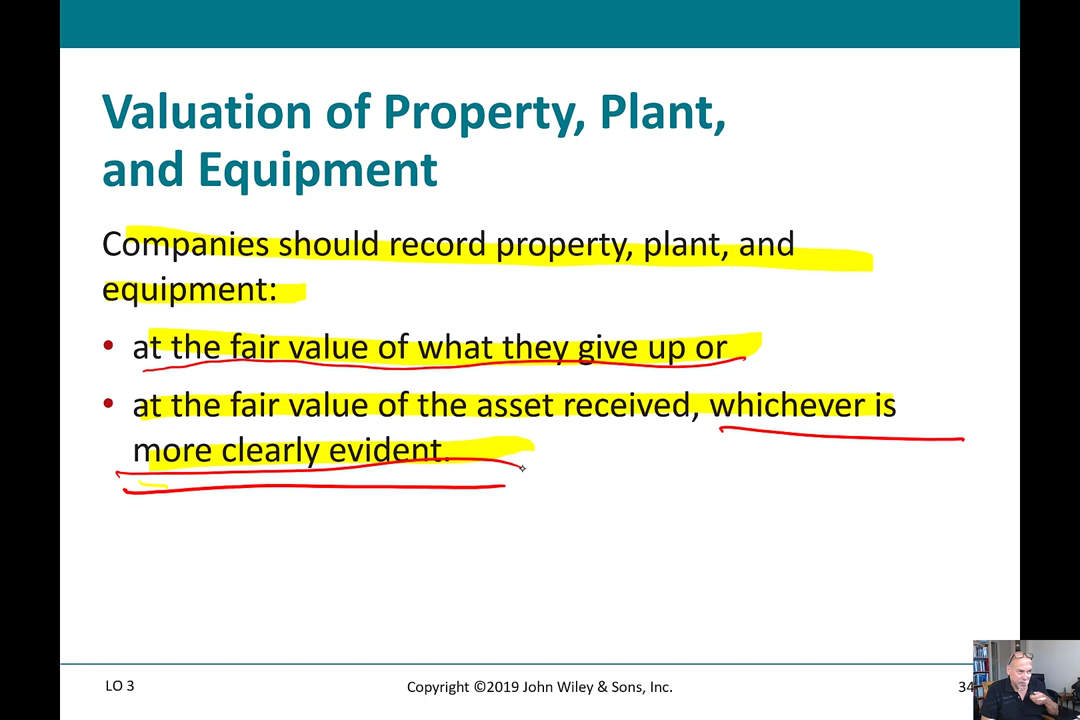 Valuation of Property, Plant,
and Equipment
Companies should record property, plant, and
equipment:
• at the fair value of what they give up or
• at the fair value of the asset received, whichever is
more clearly evident.
LO 3
Copyright ©2019 John Wiley & Sons, Inc.
34